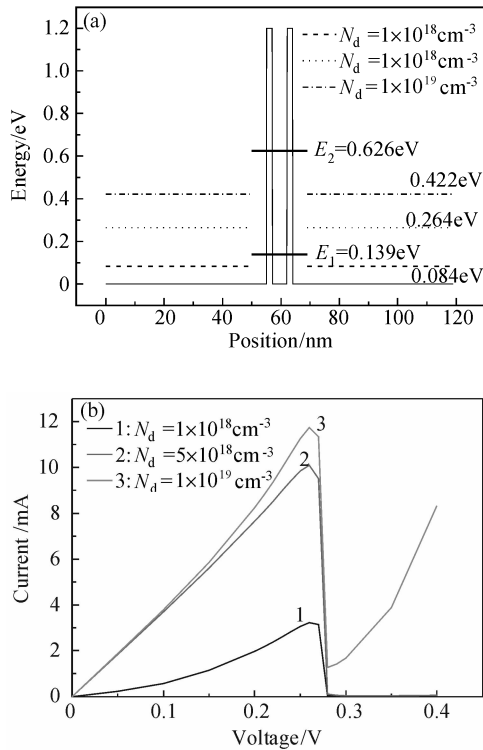 (a)
N_d =1×10^18cm^-3
N_d =1×10^18cm^-3
N_d =1×10^19cm^-3
E_2=0.626eV
0.422eV
0.264eV
E_1=0.139eV
0.084eV
1.2
1.0
0.8
0.6
0.4
0.2
0
Energy/eV
0 20 40 60 80 100 120
Position/nm
(b)
1: N_d =1×10^18cm^-3
2: N_d =5×10^18cm^-3
3: N_d=1×10^19cm^-3
3
2
1
12
10
8
6
4
2
0
Current /mA
0 0.1 0.2 0.3 0.4
Voltage/V